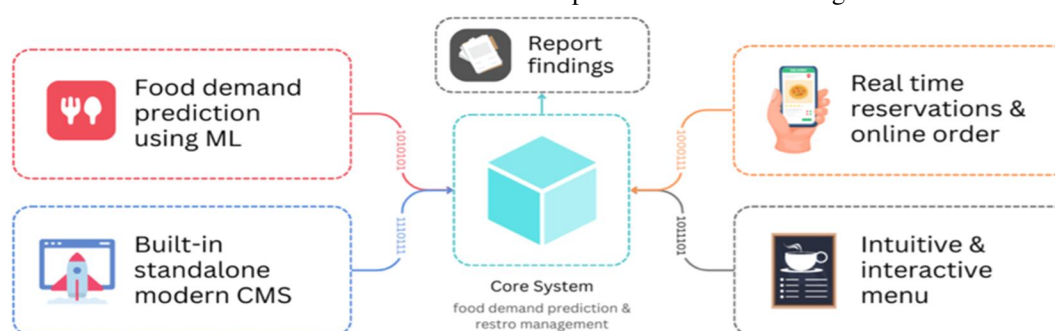 Report
findings
Food demand
prediction
using ML
Real time
reservations &
online order
1010101
1000111
1110111
1011101
Built-in
standalone
modern CMS
Core System
food demand prediction &
restro management
Intuitive &
interactive
menu